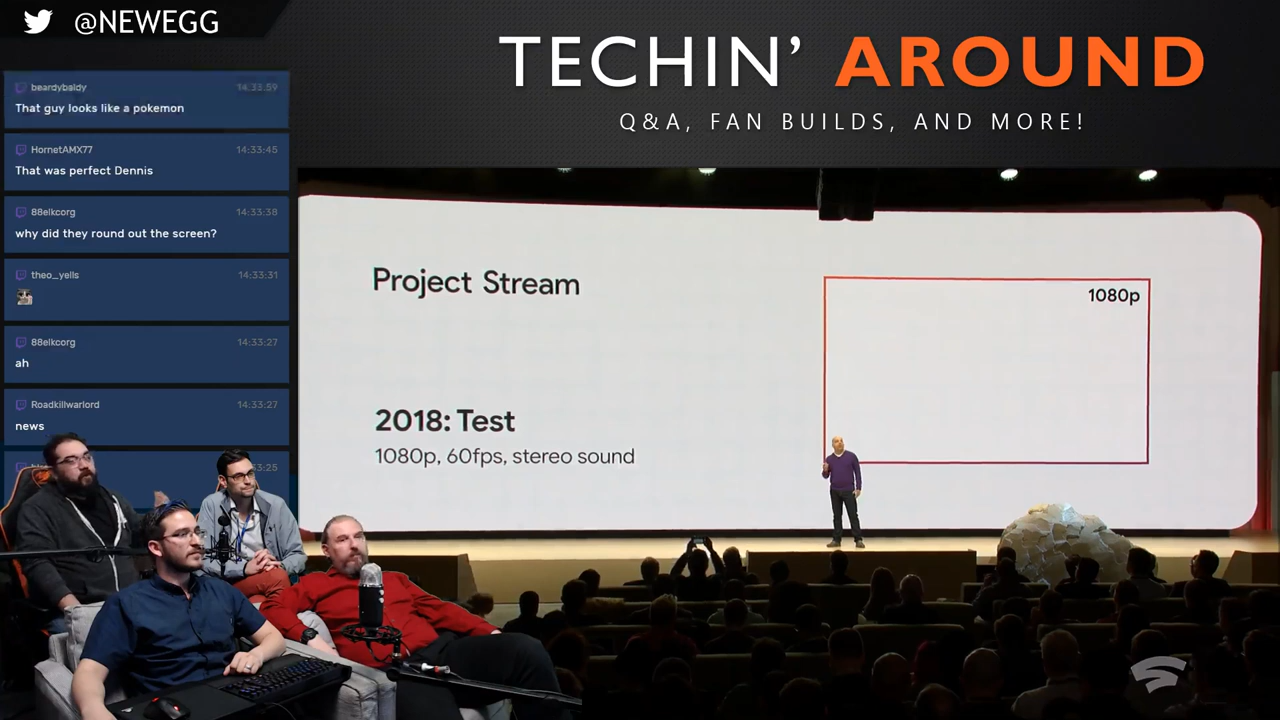 @NEWEGG
TECHIN' AROUND
Q&A, FAN BUILDS, AND MORE!
beardybaldy 14:33:59
That guy looks like a pokemon
HornetAMX77 14:33:45
That was perfect Dennis
88elkcorg 14:33:38
why did they round out the screen?
theo_yells 14:33:31
88elkcorg 14:33:27
ah
Roadkillwarlord 14:33:27
news
33:25
Project Stream
1080p
2018: Test
1080p, 60fps, stereo sound